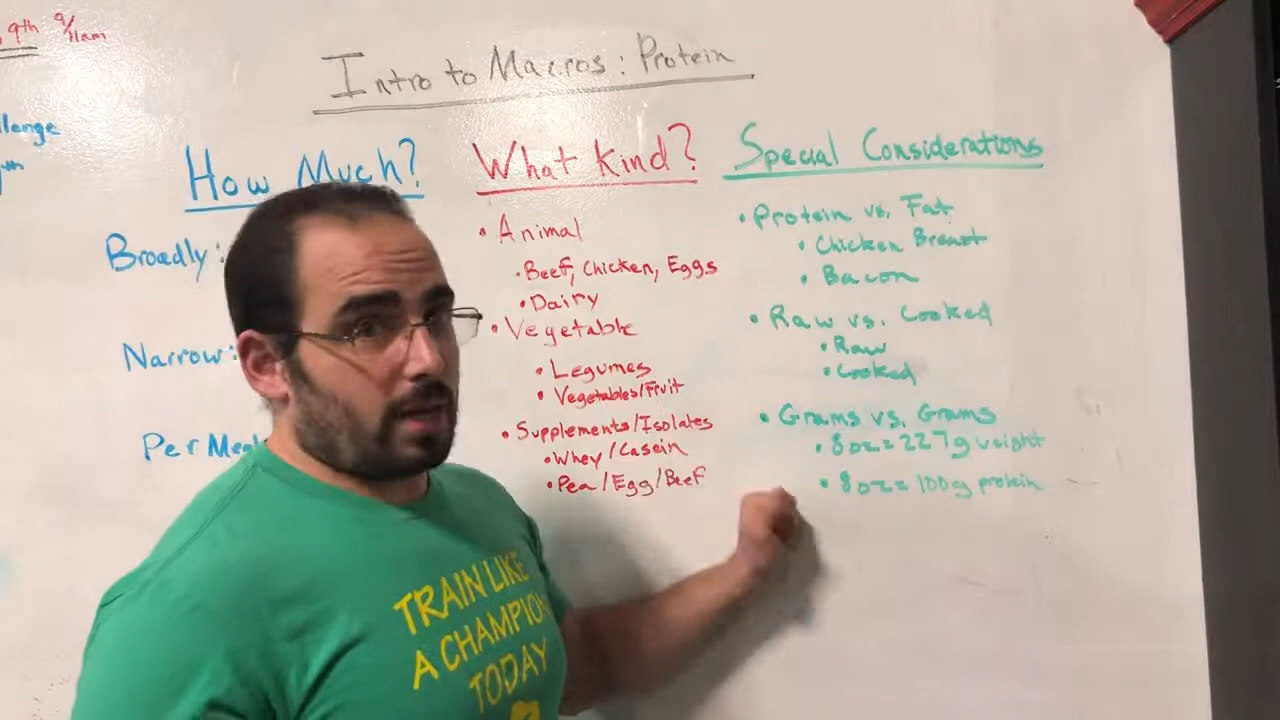 9th 9/11am
Intro to Macros: Protein
How Much?
Broadly:
Narrow:
Per Meal
What Kind?
• Animal
• Beef, Chicken, Eggs
• Dairy
• Vegetable
• Legumes
• Vegetables/Fruit
• Supplements/Isolates
• Whey/Casein
• Pea/Egg/Beef
Special Considerations
• Protein vs. Fat
• Chicken Breast
• Bacon
• Raw vs. Cooked
• Raw
• Cooked
• Grams vs. Grams
• 8oz = 227g weight
• 8oz = 100g protein
TRAIN LIKE
A CHAMPION
TODAY